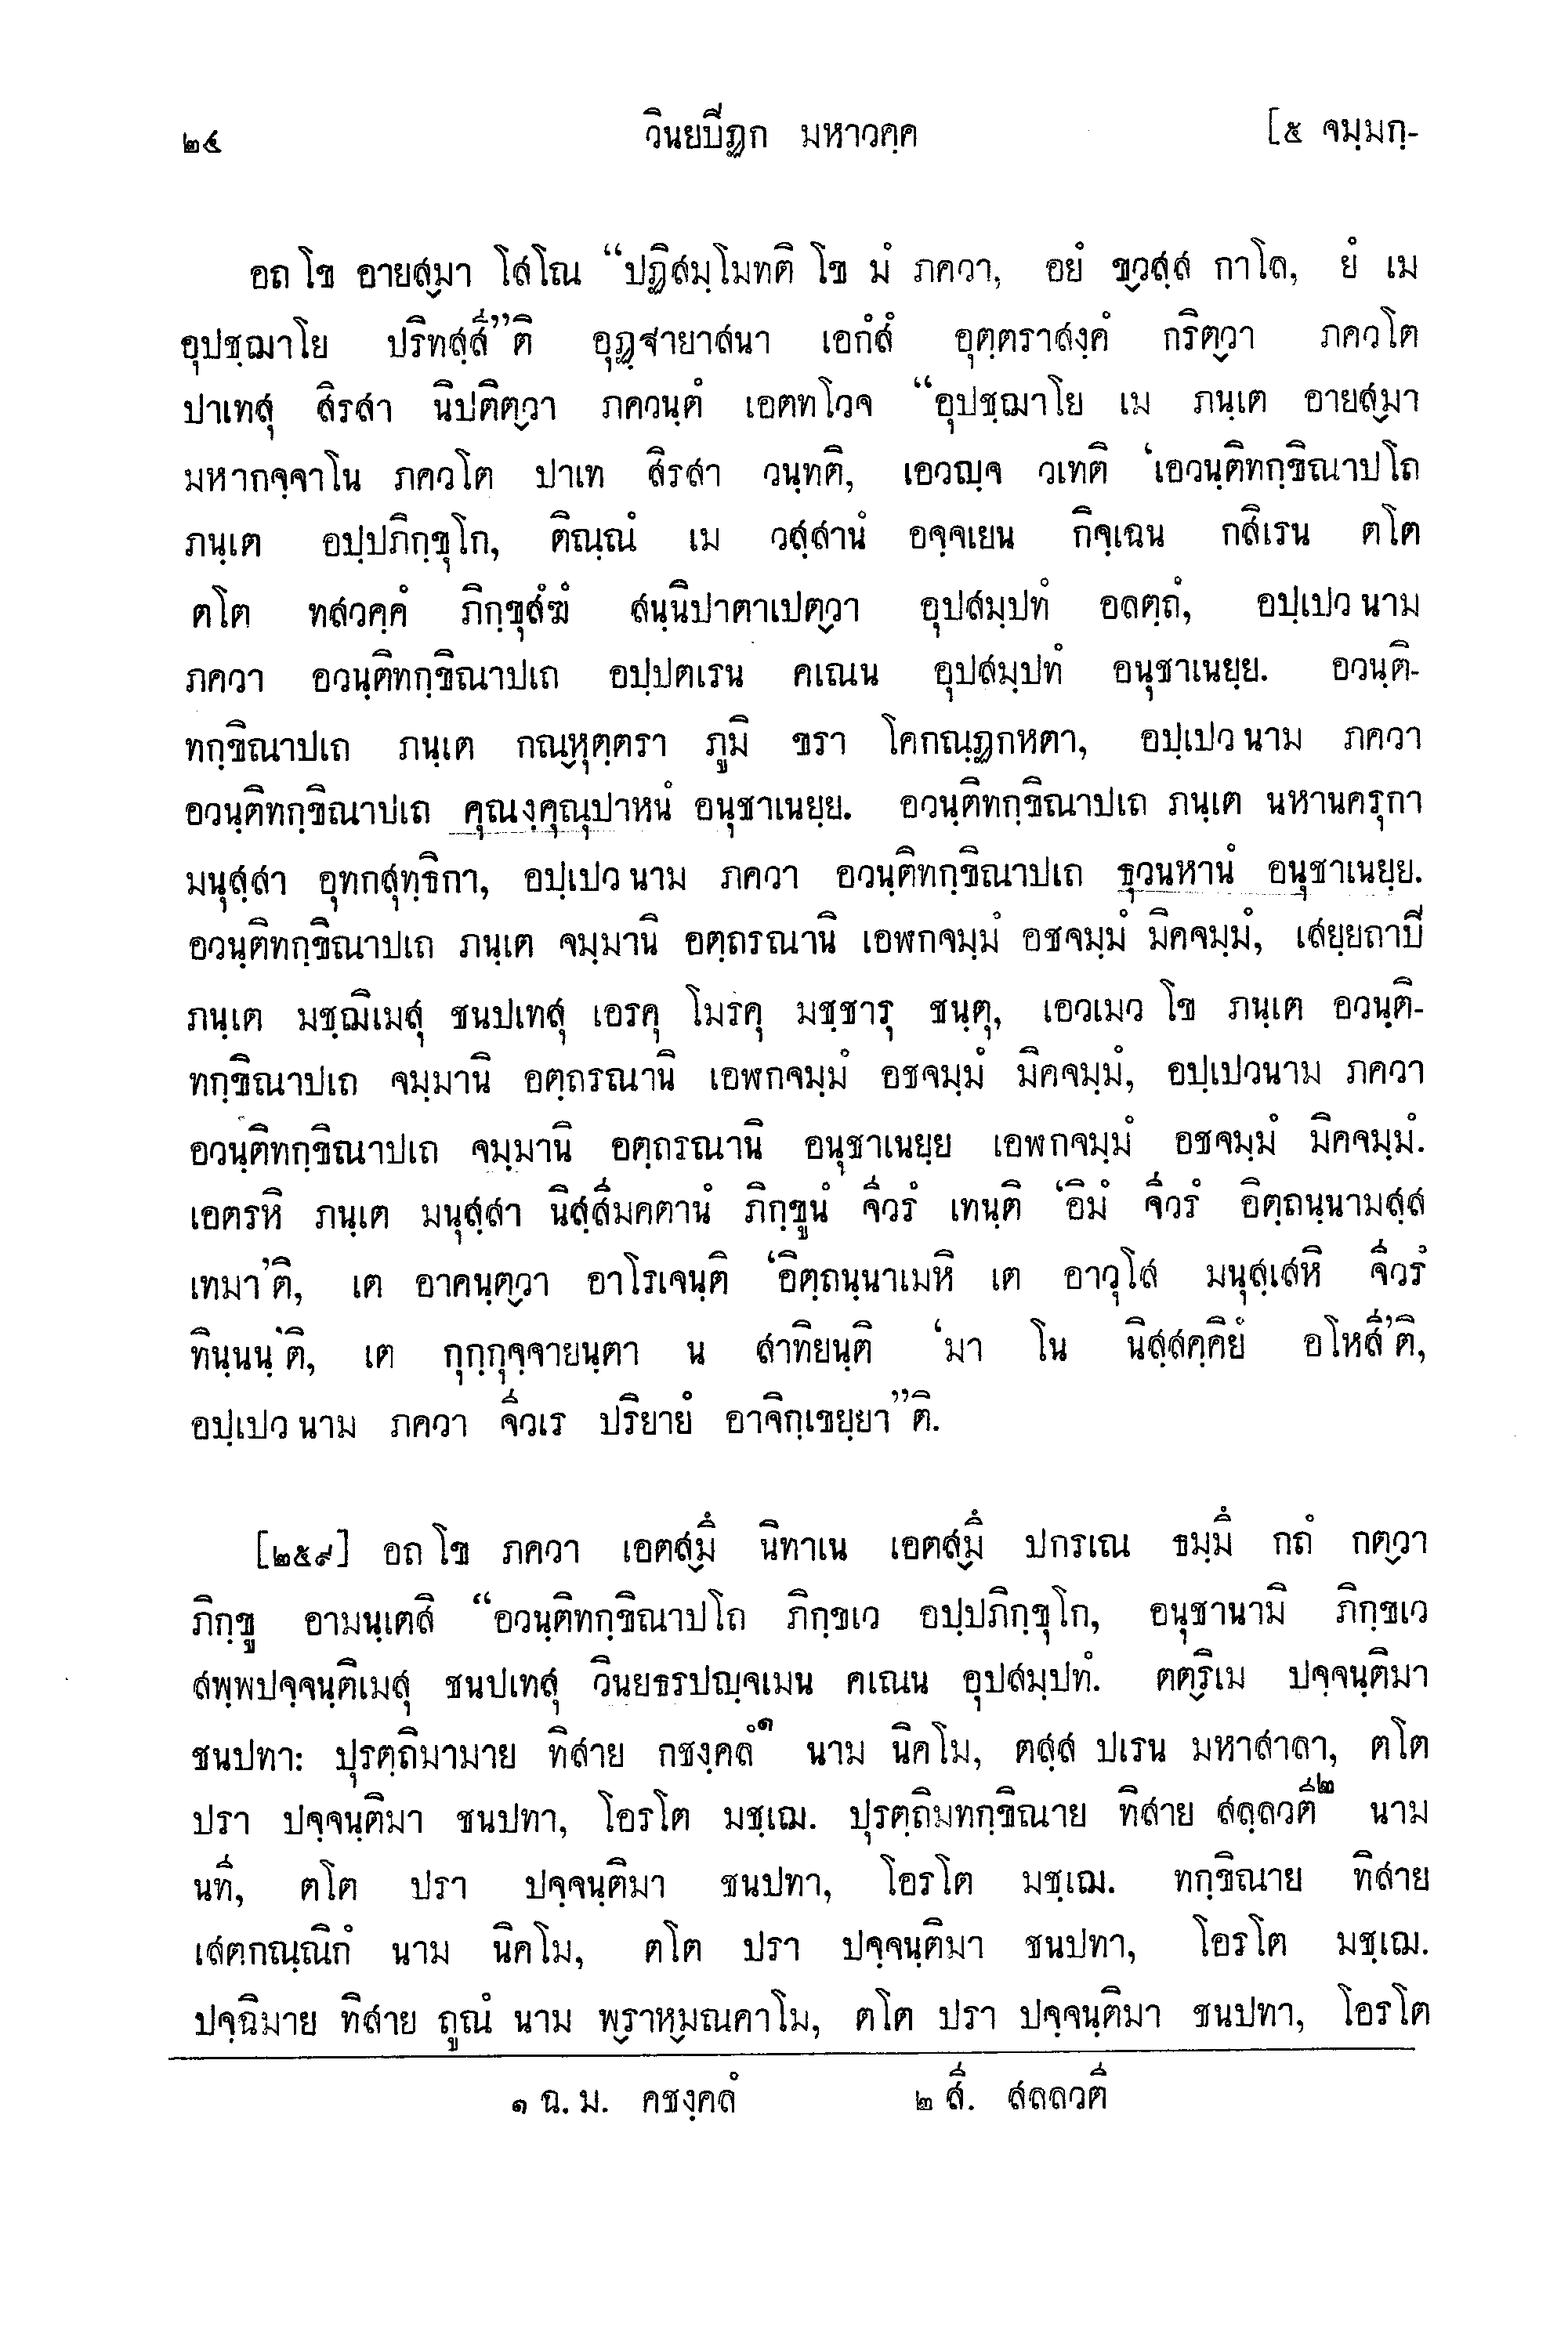 ๒๔ วินยปีฏก มหาวคฺค [๕ จมฺมกฺ-
อถ โข อายสฺมา โสโณ “ปฏิสมฺโมทติ โข มํ ภควา, อยํ ขฺวสฺส กาโล, ยํ เม
อุปชฺฌาโย ปริทสฺสี”ติ อุฏฺฐายาสนา เอกํสํ อุตฺตราสงฺคํ กริตฺวา ภควโต
ปาเทสุ สิรสา นิปติตฺวา ภควนฺตํ เอตทโวจ “อุปชฺฌาโย เม ภนฺเต อายสฺมา
มหากจฺจาโน ภควโต ปาเท สิรสา วนฺทติ, เอวญฺจ วเทติ ‘เอวนฺติทกฺขิณาปโถ
ภนฺเต อปฺปภิกฺขุโก, ติณฺณํ เม วสฺสานํ อจฺจเยน กิจฺเฉน กสิเรน ตโต
ตโต ทสวคฺคํ ภิกฺขุสํฆํ สนฺนิปาตาเปตฺวา อุปสมฺปทํ อลตฺถํ, อปฺเปว นาม
ภควา อวนฺติทกฺขิณาปเถ อปฺปตเรน คเณน อุปสมฺปทํ อนุชาเนยฺย. อวนฺติ-
ทกฺขิณาปเถ ภนฺเต กณฺหุตฺตรา ภูมิ ขรา โคกณฺฏกหตา, อปฺเปว นาม ภควา
อวนฺติทกฺขิณาปเถ คุณงฺคุณุปาหนํ อนุชาเนยฺย. อวนฺติทกฺขิณาปเถ ภนฺเต นหานครุกา
มนุสฺสา อุทกสุทฺธิกา, อปฺเปว นาม ภควา อวนฺติทกฺขิณาปเถ ธุวนหานํ อนุชาเนยฺย.
อวนฺติทกฺขิณาปเถ ภนฺเต จมฺมานิ อตฺถรณานิ เอฬกจมฺมํ อชจมฺมํ มิคจมฺมํ, เสยฺยถาปี
ภนฺเต มชฺฌิเมสุ ชนปเทสุ เอรคุ โมรคุ มชฺชารุ ชนฺตุ, เอวเมว โข ภนฺเต อวนฺติ-
ทกฺขิณาปเถ จมฺมานิ อตฺถรณานิ เอฬกจมฺมํ อชจมฺมํ มิคจมฺมํ, อปฺเปวนาม ภควา
อวนฺติทกฺขิณาปเถ จมฺมานิ อตฺถรณานิ อนุชาเนยฺย เอฬกจมฺมํ อชจมฺมํ มิคจมฺมํ.
เอตรหิ ภนฺเต มนุสฺสา นิสฺสีมคตานํ ภิกฺขูนํ จีวรํ เทนฺติ ‘อิมํ จีวรํ อิตฺถนฺนามสฺส
เทมา’ติ, เต อาคนฺตฺวา อาโรเจนฺติ ‘อิตฺถนฺนาเมหิ เต อาวุโส มนุสฺเสหิ จีวรํ
ทินฺนนฺ’ติ, เต กุกฺกุจฺจายนฺตา น สาทิยนฺติ ‘มา โน นิสฺสคฺคิยํ อโหสี’ติ,
อปฺเปว นาม ภควา จีวเร ปริยายํ อาจิกฺเขยฺยา”ติ.
[๒๕๙] อถ โข ภควา เอตสฺมึ นิทาเน เอตสฺมึ ปกรเณ ธมฺมึ กถํ กตฺวา
ภิกฺขู อามนฺเตสิ “อวนฺติทกฺขิณาปโถ ภิกฺขเว อปฺปภิกฺขุโก, อนุชานามิ ภิกฺขเว
สพฺพปจฺจนฺติเมสุ ชนปเทสุ วินยธรปญฺจเมน คเณน อุปสมฺปทํ. ตตฺริเม ปจฺจนฺติมา
ชนปทา: ปุรตฺถิมามาย ทิสาย กชงฺคลํ๑ นาม นิคโม, ตสฺส ปเรน มหาสาลา, ตโต
ปรา ปจฺจนฺติมา ชนปทา, โอรโต มชฺเฌ. ปุรตฺถิมทกฺขิณาย ทิสาย สลฺลวตี๒ นาม
นที, ตโต ปรา ปจฺจนฺติมา ชนปทา, โอรโต มชฺเฌ. ทกฺขิณาย ทิสาย
เสตกณฺณิกํ นาม นิคโม, ตโต ปรา ปจฺจนฺติมา ชนปทา, โอรโต มชฺเฌ.
ปจฺฉิมาย ทิสาย ถูณํ นาม พฺราหฺมณคาโม, ตโต ปรา ปจฺจนฺติมา ชนปทา, โอรโต
๑ ฉ. ม. คชงฺคลํ ๒ สี. สลลวตี